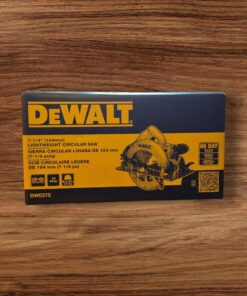 DEWALT
7-1/4" (184mm)
LIGHTWEIGHT CIRCULAR SAW
SIERRA CIRCULAR LIVIANA DE 184 mm
(7-1/4 pulg)
SCIE CIRCULAIRE LÉGÈRE
DE 184 mm (7 1/4 po)
DWE575
90 DAY
DEWALT